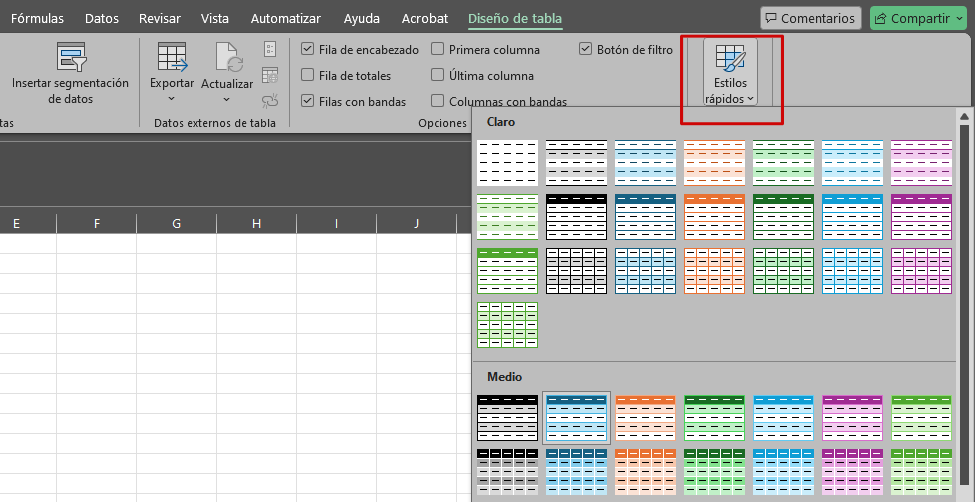 Fórmulas Datos Revisar Vista Automatizar Ayuda Acrobat Diseño de tabla Comentarios Compartir
Insertar segmentación
de datos
Exportar
Actualizar
Fila de encabezado Primera columna Botón de filtro
Fila de totales Última columna
Filas con bandas Columnas con bandas
Estilos
rápidos
tas Datos externos de tabla Opciones
Claro
E F G H I J
Medio